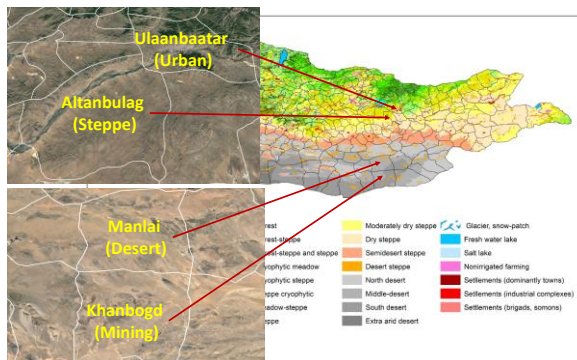 Ulaanbaatar
(Urban)
Altanbulag
(Steppe)
Manlai
(Desert)
Khanbogd
(Mining)
Moderately dry steppe
Dry steppe
Semidesert steppe
Desert steppe
North desert
Middle-desert
South desert
Extra arid desert
Glacier, snow-patch
Fresh water lake
Salt lake
Nonirrigated farming
Settlements (dominantly towns)
Settlements (industrial complexes)
Settlements (brigads, somons)